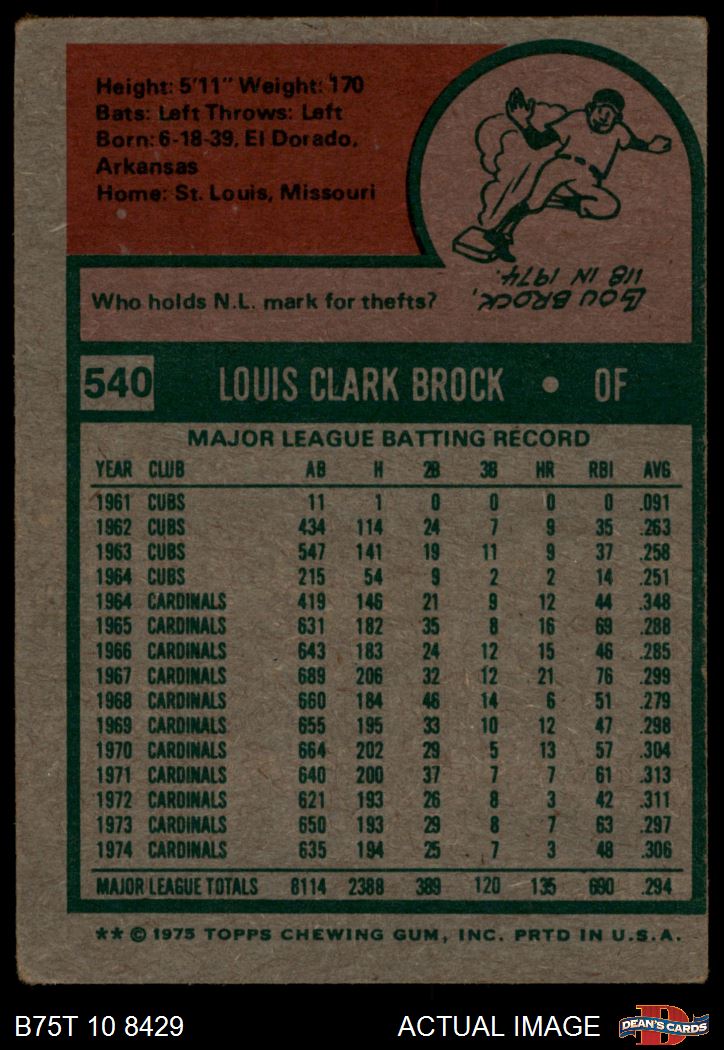 Height: 5'11" Weight: 170
Bats: Left Throws: Left
Born: 6-18-39, El Dorado,
Arkansas
Home: St. Louis, Missouri
Who holds N.L. mark for thefts?
LOU BROCK,
118 IN 1974.
540 LOUIS CLARK BROCK • OF
MAJOR LEAGUE BATTING RECORD
YEAR CLUB AB H 2B 3B HR RBI AVG
1961 CUBS 11 1 0 0 0 0 .091
1962 CUBS 434 114 24 7 9 35 .263
1963 CUBS 547 141 19 11 9 37 .258
1964 CUBS 215 54 9 2 2 14 .251
1964 CARDINALS 419 146 21 9 12 44 .348
1965 CARDINALS 631 182 35 8 16 69 .288
1966 CARDINALS 643 183 24 12 15 46 .285
1967 CARDINALS 689 206 32 12 21 76 .299
1968 CARDINALS 660 184 46 14 6 51 .279
1969 CARDINALS 655 195 33 10 12 47 .298
1970 CARDINALS 664 202 29 5 13 57 .304
1971 CARDINALS 640 200 37 7 7 61 .313
1972 CARDINALS 621 193 26 8 3 42 .311
1973 CARDINALS 650 193 29 8 7 63 .297
1974 CARDINALS 635 194 25 7 3 48 .306
MAJOR LEAGUE TOTALS 8114 2388 389 120 135 690 .294
** © 1975 TOPPS CHEWING GUM, INC. PRTD IN U.S.A.
B75T 10 8429 ACTUAL IMAGE
D
DEAN'S CARDS